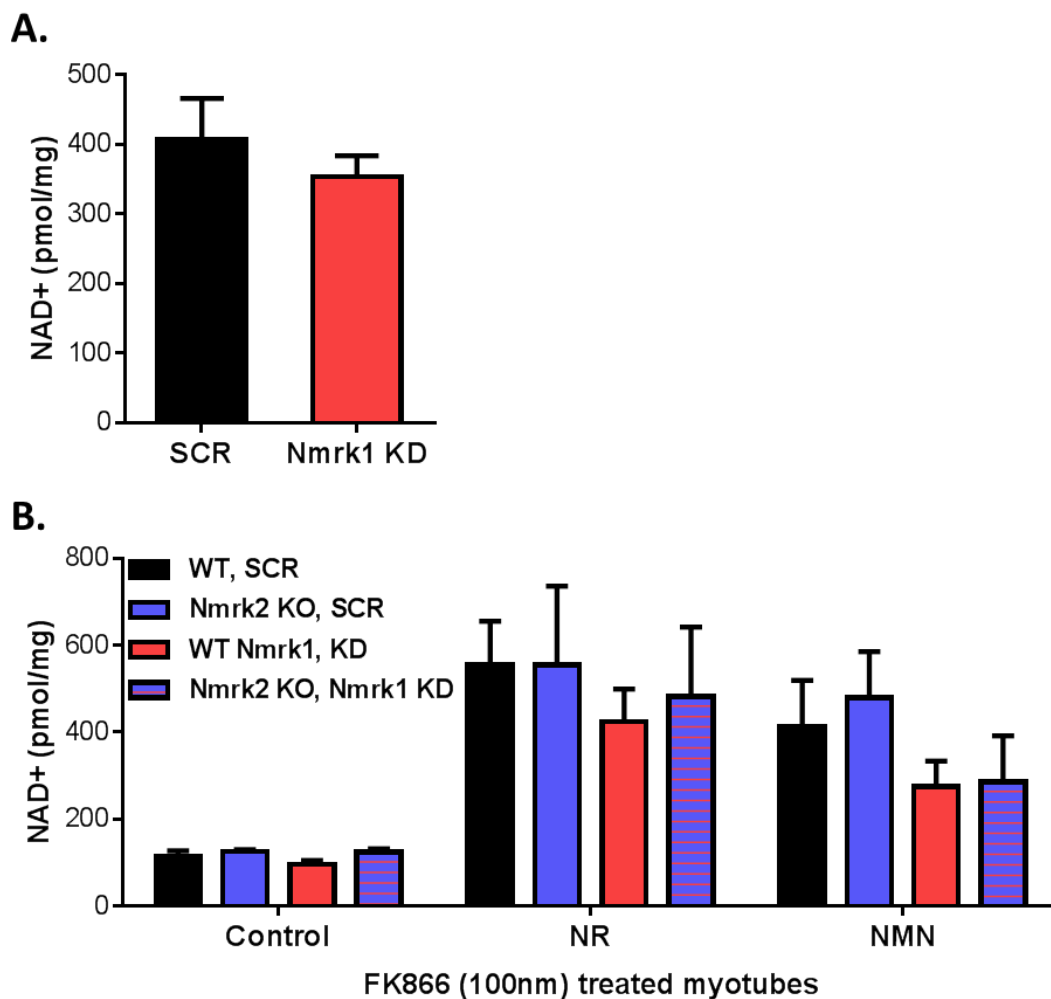 A.
500
400
300
200
100
0
NAD+ (pmol/mg)
SCR Nmrk1 KD
B.
800
600
400
200
0
NAD+ (pmol/mg)
WT, SCR
Nmrk2 KO, SCR
WT Nmrk1, KD
Nmrk2 KO, Nmrk1 KD
Control NR NMN
FK866 (100nm) treated myotubes